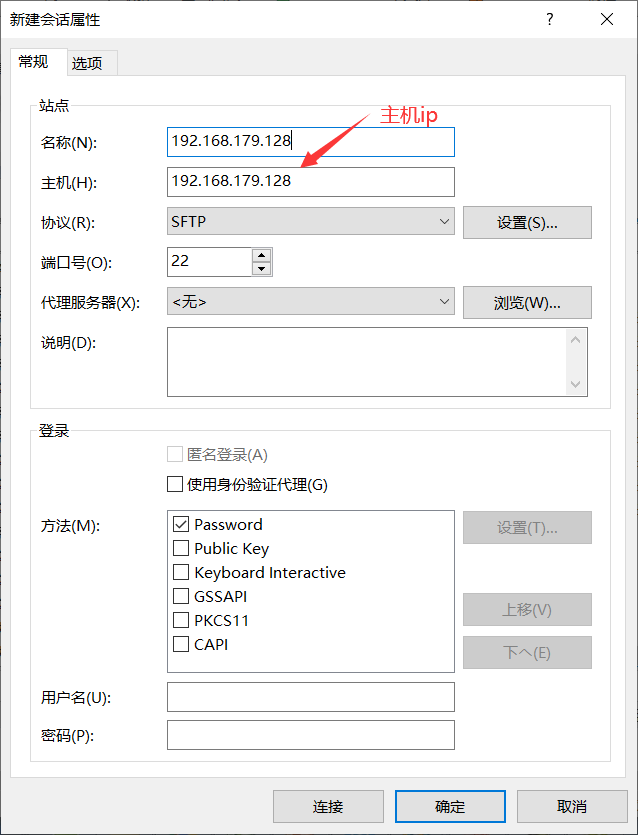 新建会话属性
?
常规
选项
站点
主机ip
名称(N):
192.168.179.128
主机(H):
192.168.179.128
协议(R):
SFTP
设置(S)...
端口号(O):
22
代理服务器(X):
<无>
浏览(W)...
说明(D):
登录
匿名登录(A)
使用身份验证代理(G)
方法(M):
Password
设置(T)...
Public Key
Keyboard Interactive
GSSAPI
PKCS11
CAPI
上移(V)
下へ(E)
用户名(U):
密码(P):
连接
确定
取消